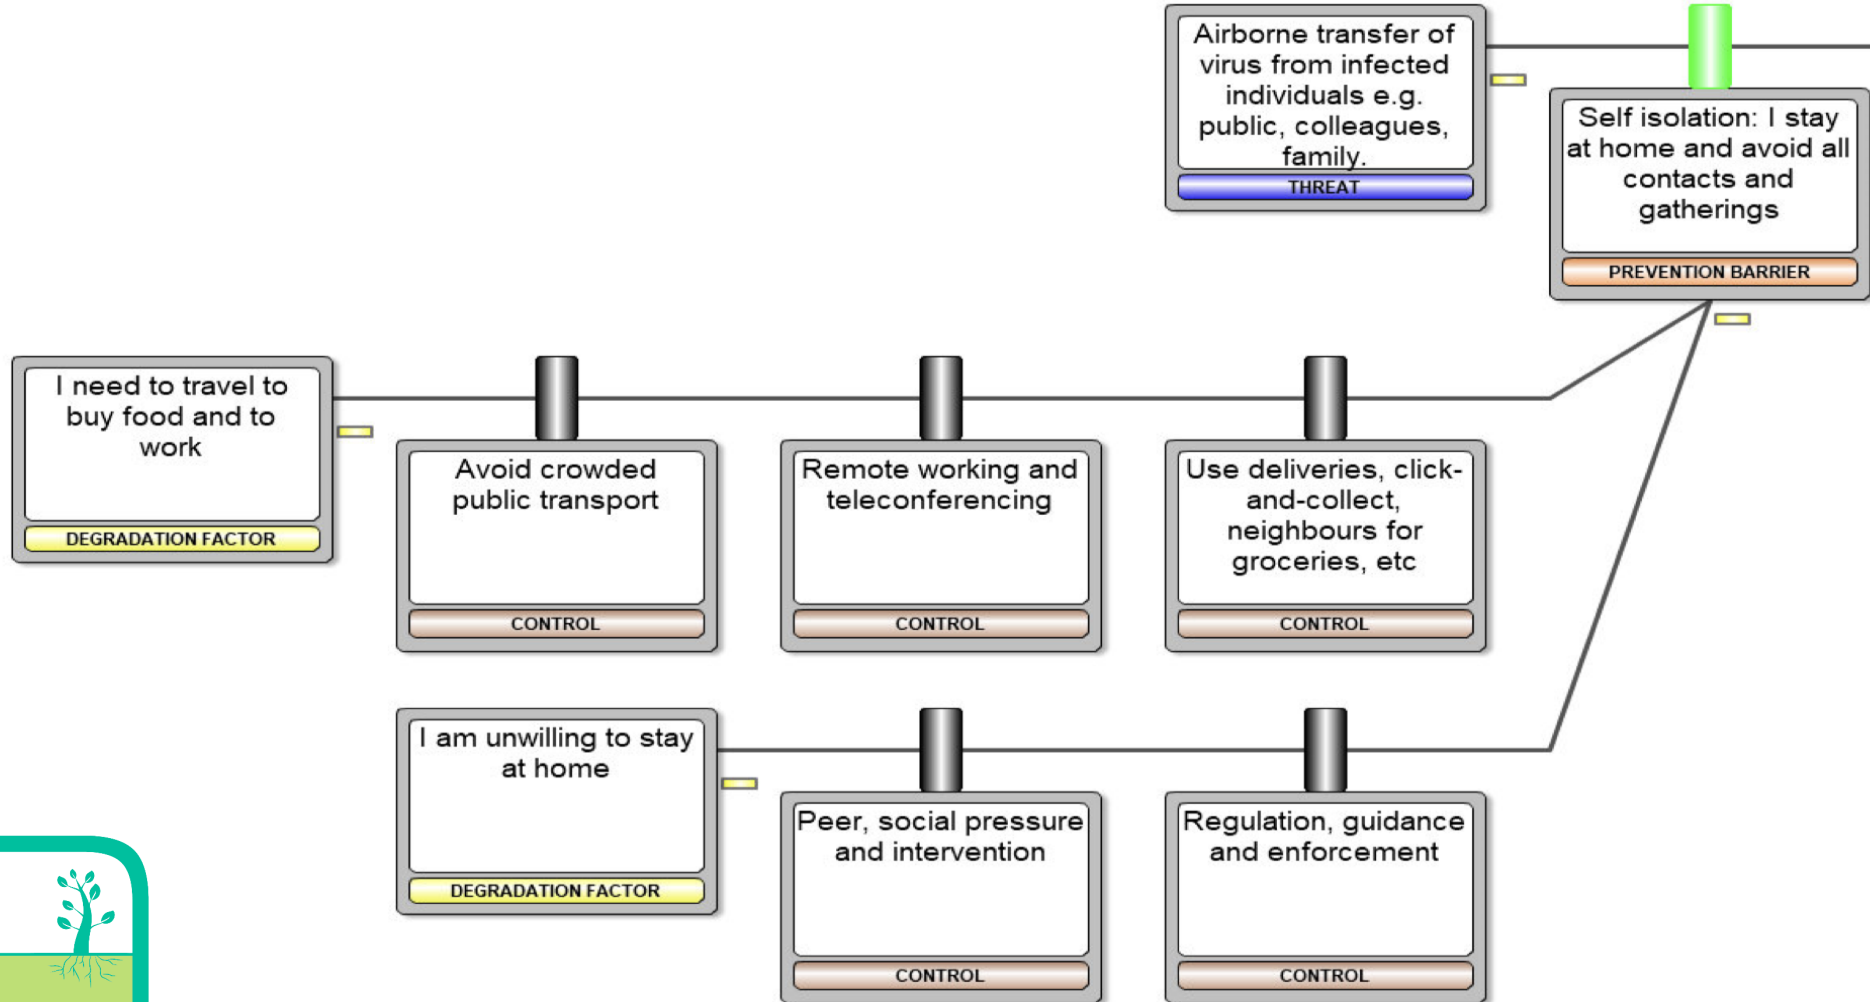 Airborne transfer of
virus from infected
individuals e.g.
public, colleagues,
family.
THREAT
Self isolation: I stay
at home and avoid all
contacts and
gatherings
PREVENTION BARRIER
I need to travel to
buy food and to
work
DEGRADATION FACTOR
Avoid crowded
public transport
CONTROL
Remote working and
teleconferencing
CONTROL
Use deliveries, click-
and-collect,
neighbours for
groceries, etc
CONTROL
I am unwilling to stay
at home
DEGRADATION FACTOR
Peer, social pressure
and intervention
CONTROL
Regulation, guidance
and enforcement
CONTROL